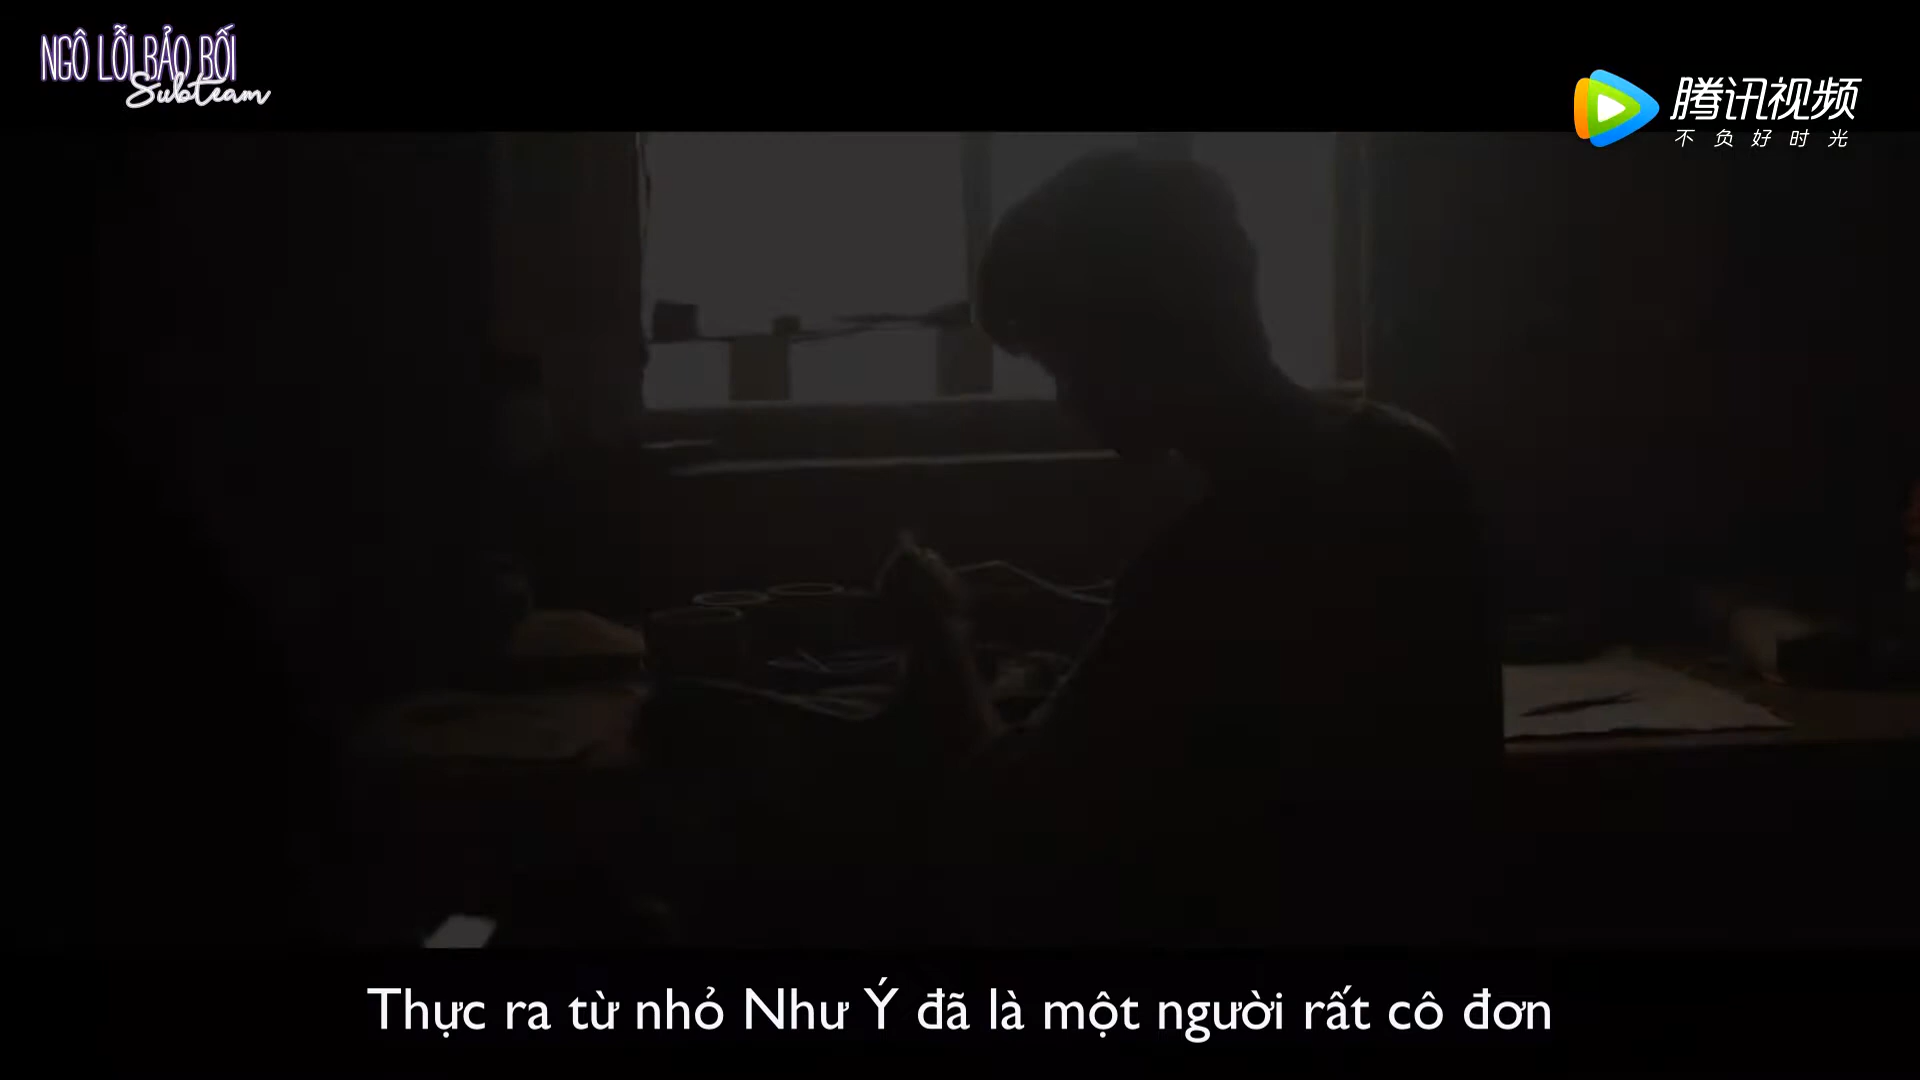 NGÔ LỖI BẢO BỐI
Subteam
腾讯视频
不负好时光
Thực ra từ nhỏ Như Ý đã là một người rất cô đơn